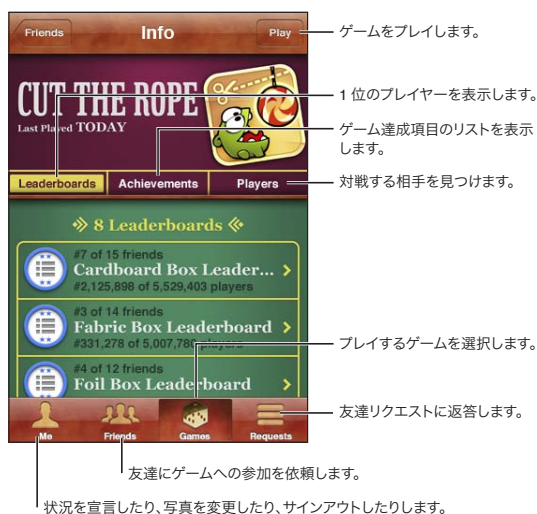 Friends
Info
Play
ゲームをプレイします。
CUT THE ROPE
Last Played TODAY
1 位のプレイヤーを表示します。
ゲーム達成項目のリストを表示
します。
Leaderboards
Achievements
Players
対戦する相手を見つけます。
8 Leaderboards
#7 of 15 friends
Cardboard Box Leader...
#2,125,898 of 5,529,403 players
#3 of 14 friends
Fabric Box Leaderboard
#331,278 of 5,007,780 players
プレイするゲームを選択します。
#4 of 12 friends
Foil Box Leaderboard
Me
Friends
Games
Requests
友達リクエストに返答します。
友達にゲームへの参加を依頼します。
状況を宣言したり、写真を変更したり、サインアウトしたりします。